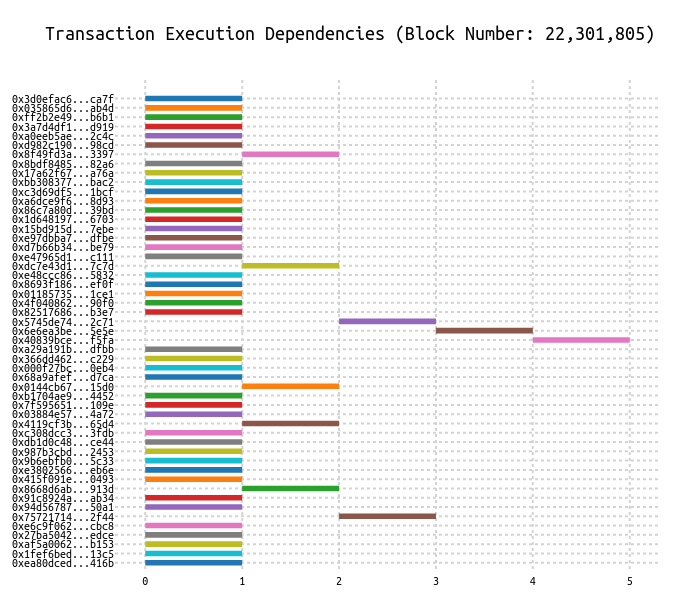 Transaction Execution Dependencies (Block Number: 22,301,805)
0x3d0efac6...ca7f
0x035865d6...ab4d
0xff2b2e49...b6b1
0x3a7d4df1...d919
0xa0eeb5ae...2c4c
0xd982c190...98cd
0x8f49fd3a...3397
0x8bdf8485...82a6
0x17a62f67...a76a
0xbb308377...bac2
0xc3d69df5...1bcf
0xa6dce9f6...8d93
0x86c7a80d...39bd
0x1d648197...6703
0x15bd915d...7ebe
0xe97dbba7...dfbe
0xd7b66b34...be79
0xe47965d1...c111
0xdc7e43d1...7c7d
0xe48ccc86...5832
0x8693f186...ef0f
0x01185735...1ce1
0x4f040862...90f0
0x82517686...b3e7
0x5745de74...2c71
0x6e6ea3be...5e5e
0x40839bce...f5fa
0xa29a191b...dfbb
0x366dd462...c229
0x000f27bc...0eb4
0x68a9afef...d7ca
0x0144cb67...15d0
0xb1704ae9...4452
0x7f595651...109e
0x03884e57...4a72
0x4119cf3b...65d4
0xc308dcc3...3fdb
0xdb1d0c48...ce44
0x987b3cbd...2453
0x9b6ebfb0...5c33
0xe3802566...eb6e
0x415f091e...0493
0x8668d6ab...913d
0x91c8924a...ab34
0x94d56787...50a1
0x75721714...2f44
0xe6c9f062...cbc8
0x27ba5042...edce
0xaf5a0062...b153
0x1fef6bed...13c5
0xea80dced...416b
0 1 2 3 4 5